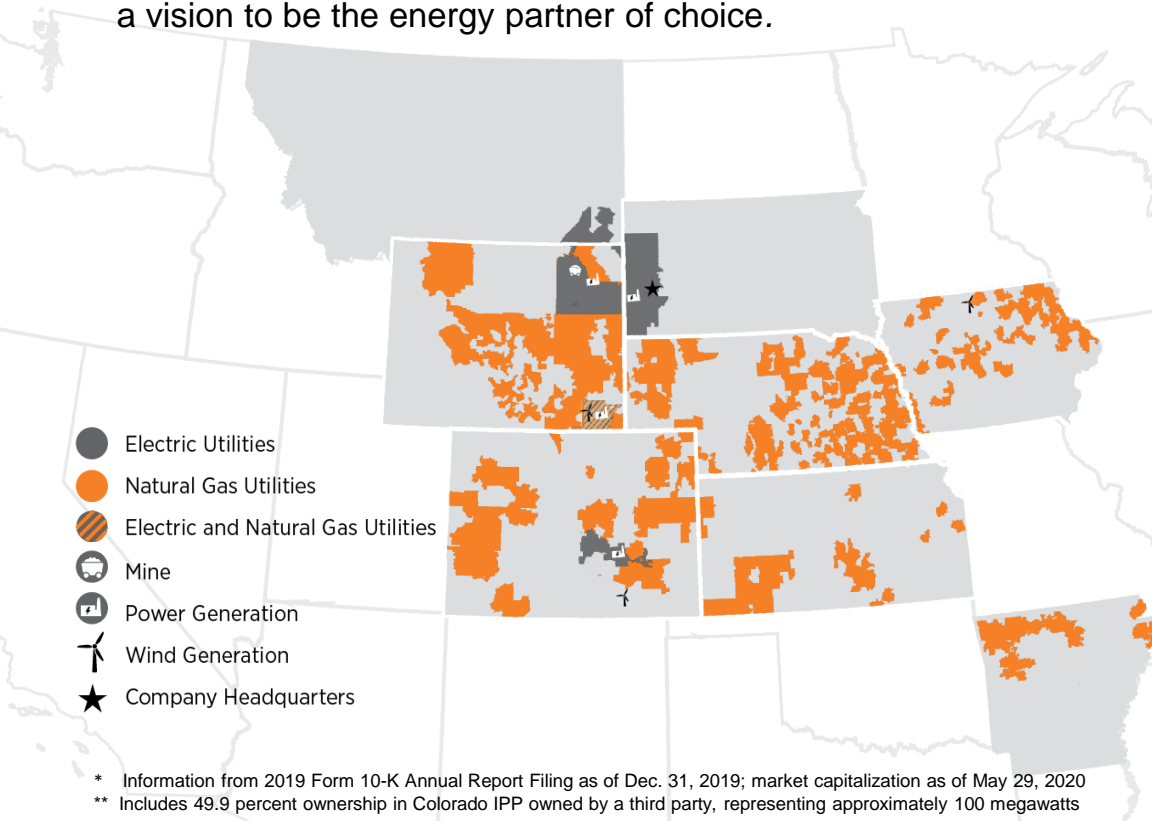 a vision to be the energy partner of choice.
Electric Utilities
Natural Gas Utilities
Electric and Natural Gas Utilities
Mine
Power Generation
Wind Generation
Company Headquarters
* Information from 2019 Form 10-K Annual Report Filing as of Dec. 31, 2019; market capitalization as of May 29, 2020
** Includes 49.9 percent ownership in Colorado IPP owned by a third party, representing approximately 100 megawatts